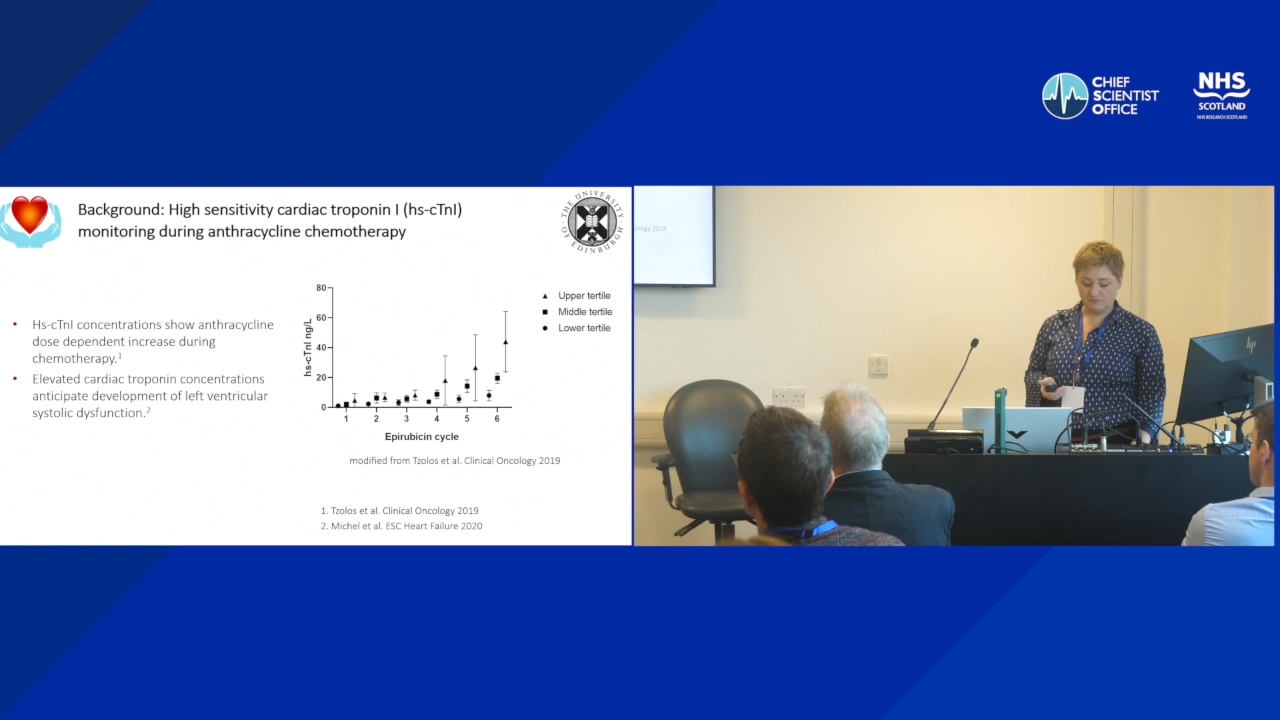 CHIEF
SCIENTIST
OFFICE
NHS
SCOTLAND
NHS RESEARCH SCOTLAND
Background: High sensitivity cardiac troponin I (hs-cTnI)
monitoring during anthracycline chemotherapy
THE UNIVERSITY
OF EDINBURGH
• Hs-cTnI concentrations show anthracycline
dose dependent increase during
chemotherapy.1
• Elevated cardiac troponin concentrations
anticipate development of left ventricular
systolic dysfunction.2
hs-cTnI ng/L
80
60
40
20
0
1 2 3 4 5 6
Epirubicin cycle
Upper tertile
Middle tertile
Lower tertile
modified from Tzolos et al. Clinical Oncology 2019
1. Tzolos et al. Clinical Oncology 2019
2. Michel et al. ESC Heart Failure 2020
ology 2019
hp